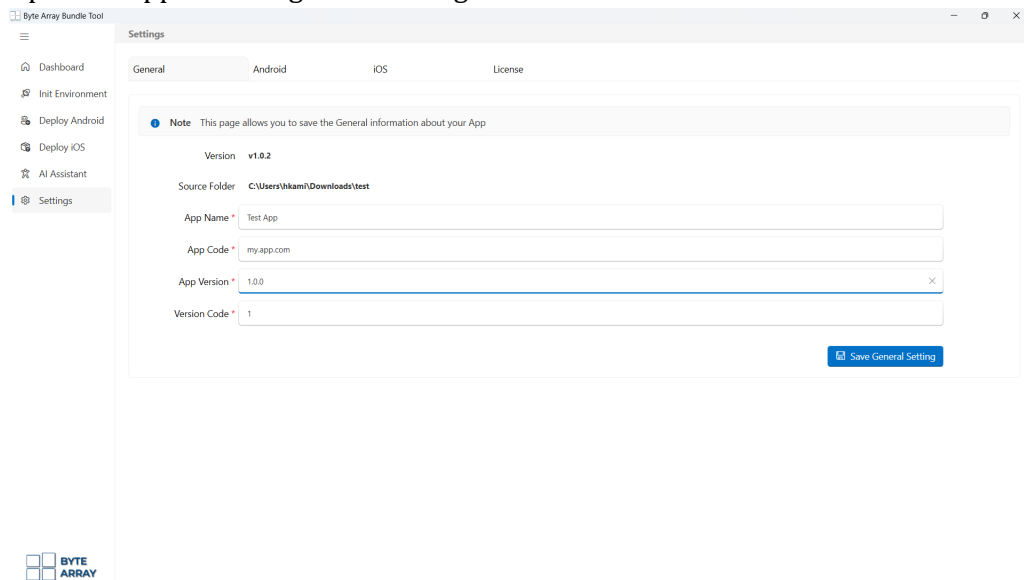 Byte Array Bundle Tool
Settings
Dashboard
Init Environment
Deploy Android
Deploy iOS
AI Assistant
Settings
General Android iOS License
Note This page allows you to save the General information about your App
Version v1.0.2
Source Folder C:\Users\hkami\Downloads\test
App Name * Test App
App Code * my.app.com
App Version * 1.0.0
Version Code * 1
Save General Setting
BYTE
ARRAY